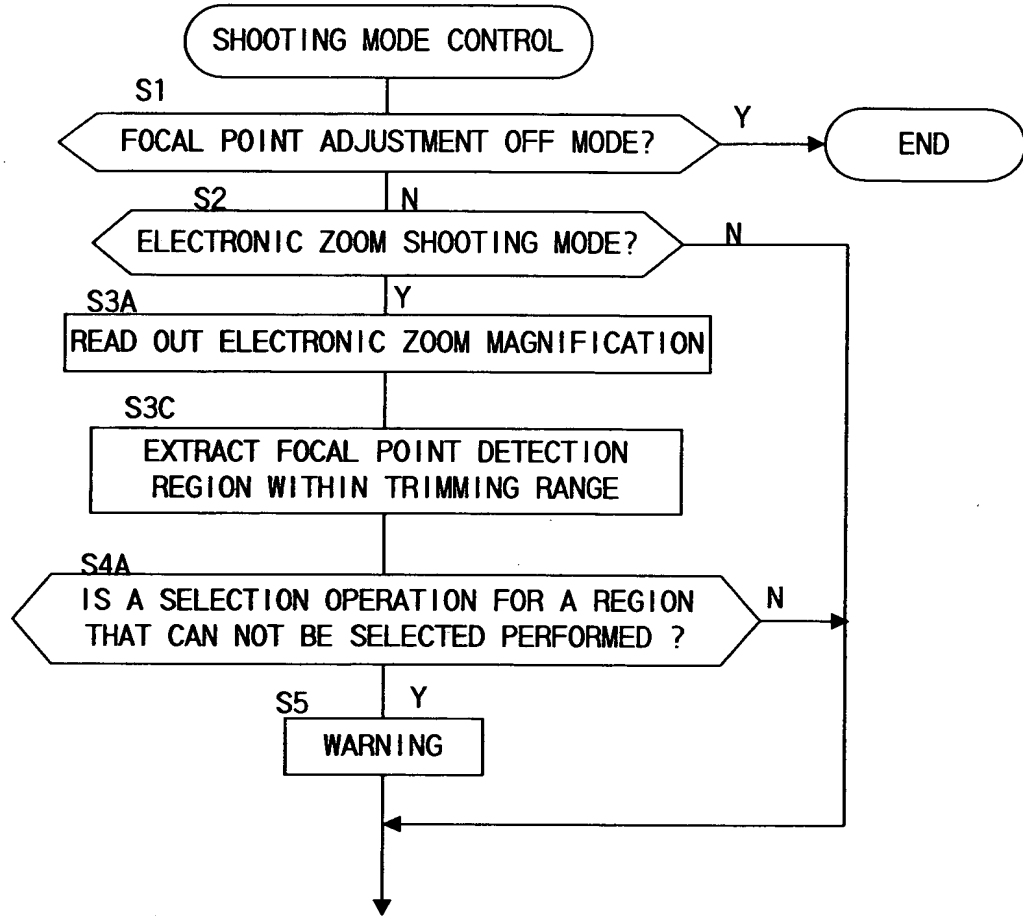 SHOOTING MODE CONTROL
S1
FOCAL POINT ADJUSTMENT OFF MODE?
Y
END
S2
N
ELECTRONIC ZOOM SHOOTING MODE?
N
S3A
Y
READ OUT ELECTRONIC ZOOM MAGNIFICATION
S3C
EXTRACT FOCAL POINT DETECTION
REGION WITHIN TRIMMING RANGE
S4A
IS A SELECTION OPERATION FOR A REGION
THAT CAN NOT BE SELECTED PERFORMED ?
N
S5
Y
WARNING